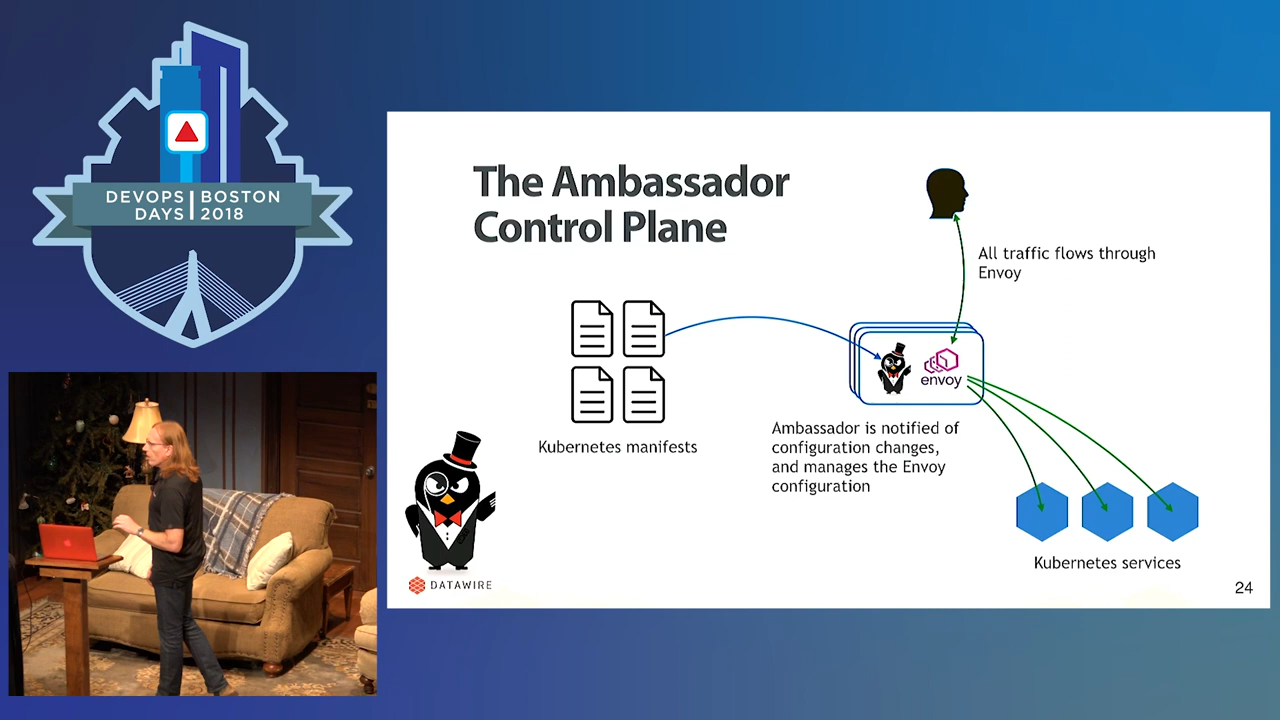 DEVOPS BOSTON
DAYS 2018
The Ambassador
Control Plane
All traffic flows through
Envoy
envoy
Kubernetes manifests
Ambassador is notified of
configuration changes,
and manages the Envoy
configuration
Kubernetes services
DATAWIRE
24